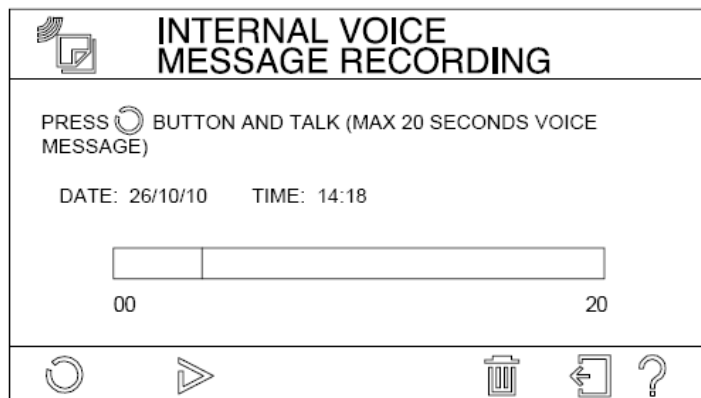 INTERNAL VOICE
MESSAGE RECORDING
PRESS BUTTON AND TALK (MAX 20 SECONDS VOICE
MESSAGE)
DATE: 26/10/10 TIME: 14:18
00 20
?